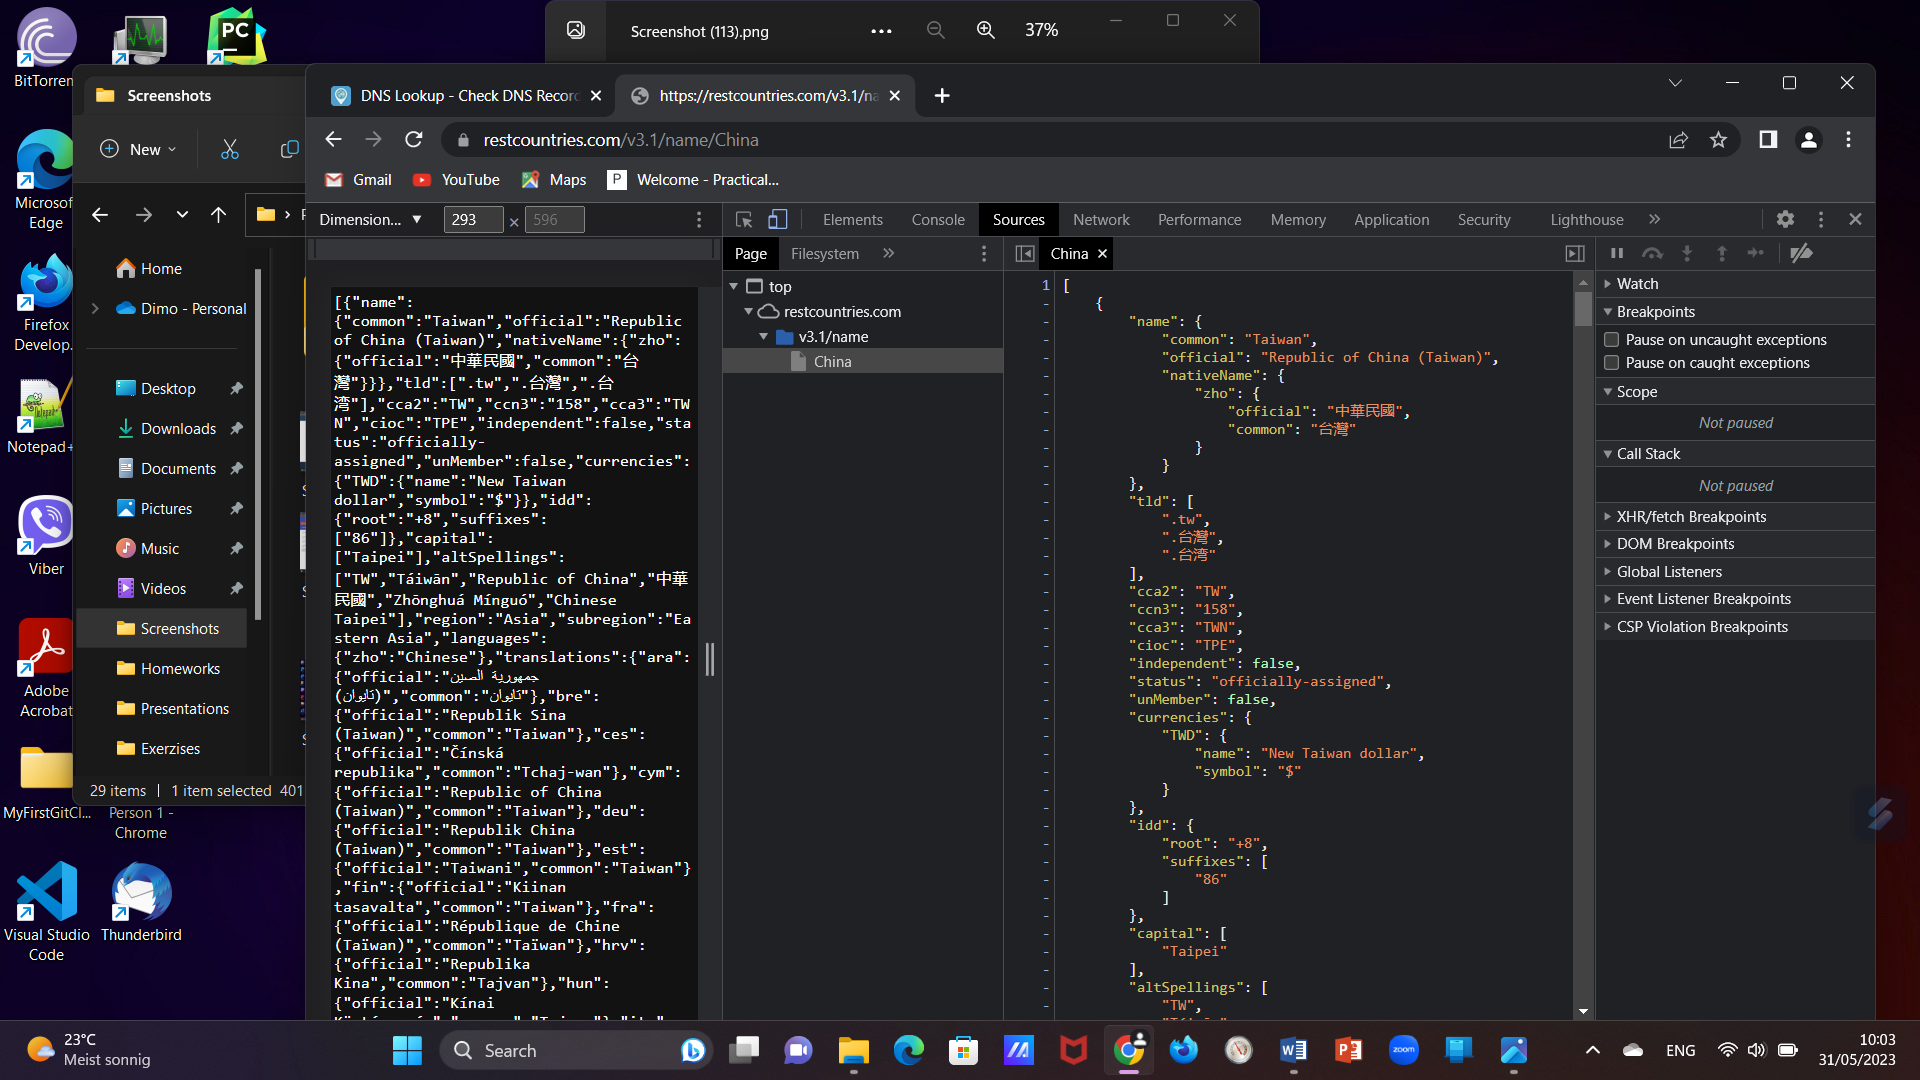 BitTorren
Screenshot (113).png
37%
Screenshots
DNS Lookup - Check DNS Recor
https://restcountries.com/v3.1/na
New
restcountries.com/v3.1/name/China
Gmail
YouTube
Maps
Welcome - Practical...
Microsof
Edge
Dimension...
293
×
596
Elements
Console
Sources
Network
Performance
Memory
Application
Security
Lighthouse
Page
Filesystem
China
Home
Dimo - Personal
Desktop
Downloads
Documents
Pictures
Music
Videos
Screenshots
Homeworks
Presentations
Exerzises
29 items
1 item selected
401
Firefox
Develop.
Notepad+
Viber
Adobe
Acrobat
MyFirstGitCl...
Person 1 -
Chrome
Visual Studio
Code
Thunderbird
[{"name":
{"common":"Taiwan","official":"Republic
of China (Taiwan)","nativeName":{"zho":
{"official":"中華民國","common":"台
灣"}}},"tld":[".tw",".台灣",".台
湾"],"cca2":"TW","ccn3":"158","cca3":"TW
N","cioc":"TPE","independent":false,"sta
tus":"officially-
assigned","unMember":false,"currencies":
{"TWD":{"name":"New Taiwan
dollar","symbol":"$"}},"idd":
{"root":"+8","suffixes":
["86"]},"capital":
["Taipei"],"altSpellings":
["TW","Táiwān","Republic of China","中華
民國","Zhōnghuá Mínguó","Chinese
Taipei"],"region":"Asia","subregion":"Ea
stern Asia","languages":
{"zho":"Chinese"},"translations":{"ara":
{"official":"جمهورية الصين
(تايوان)","common":"تايوان"},"bre":
{"official":"Republik Sina
(Taiwan)","common":"Taiwan"},"ces":
{"official":"Čínská
republika","common":"Tchaj-wan"},"cym":
{"official":"Republic of China
(Taiwan)","common":"Taiwan"},"deu":
{"official":"Republik China
(Taiwan)","common":"Taiwan"},"est":
{"official":"Taiwani","common":"Taiwan"}
,"fin":{"official":"Kiinan
tasavalta","common":"Taiwan"},"fra":
{"official":"République de Chine
(Taïwan)","common":"Taïwan"},"hrv":
{"official":"Republika
Kina","common":"Tajvan"},"hun":
{"official":"Kínai
top
restcountries.com
v3.1/name
China
1
[
{
"name": {
"common": "Taiwan",
"official": "Republic of China (Taiwan)",
"nativeName": {
"zho": {
"official": "中華民國",
"common": "台灣"
}
}
},
"tld": [
".tw",
".台灣",
".台湾"
],
"cca2": "TW",
"ccn3": "158",
"cca3": "TWN",
"cioc": "TPE",
"independent": false,
"status": "officially-assigned",
"unMember": false,
"currencies": {
"TWD": {
"name": "New Taiwan dollar",
"symbol": "$"
}
},
"idd": {
"root": "+8",
"suffixes": [
"86"
]
},
"capital": [
"Taipei"
],
"altSpellings": [
"TW",
Watch
Breakpoints
Pause on uncaught exceptions
Pause on caught exceptions
Scope
Not paused
Call Stack
Not paused
XHR/fetch Breakpoints
DOM Breakpoints
Global Listeners
Event Listener Breakpoints
CSP Violation Breakpoints
23°C
Meist sonnig
Search
zoom
ENG
10:03
31/05/2023